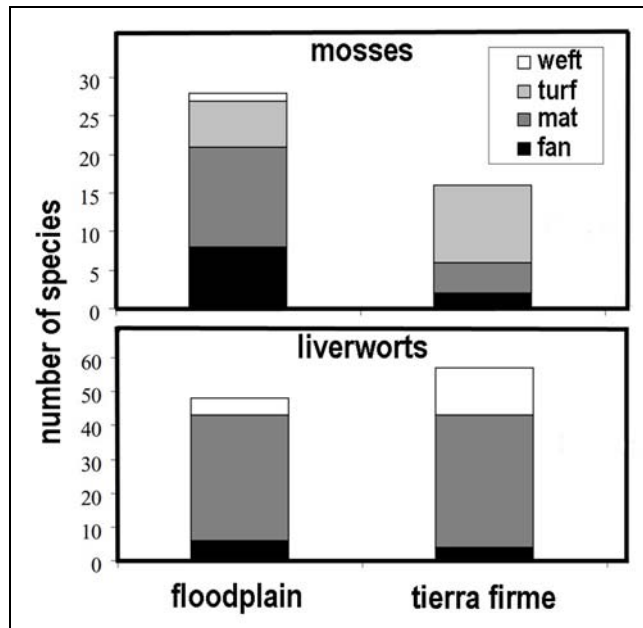 mosses
weft
turf
mat
fan
30
25
20
15
10
5
0
number of species
liverworts
60
50
40
30
20
10
0
floodplain tierra firme